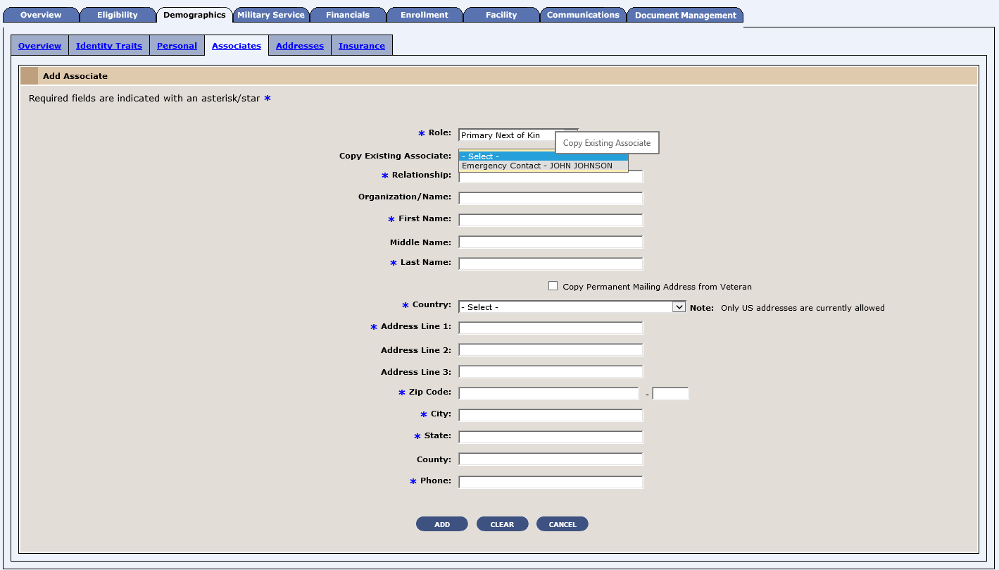 Overview Eligibility Demographics Military Service Financials Enrollment Facility Communications Document Management
Overview Identity Traits Personal Associates Addresses Insurance
Add Associate
Required fields are indicated with an asterisk/star *
* Role: Primary Next of Kin
Copy Existing Associate
Copy Existing Associate: - Select -
Emergency Contact - JOHN JOHNSON
* Relationship:
Organization/Name:
* First Name:
Middle Name:
* Last Name:
Copy Permanent Mailing Address from Veteran
* Country: - Select - Note: Only US addresses are currently allowed
* Address Line 1:
Address Line 2:
Address Line 3:
* Zip Code: -
* City:
* State:
County:
* Phone:
ADD CLEAR CANCEL